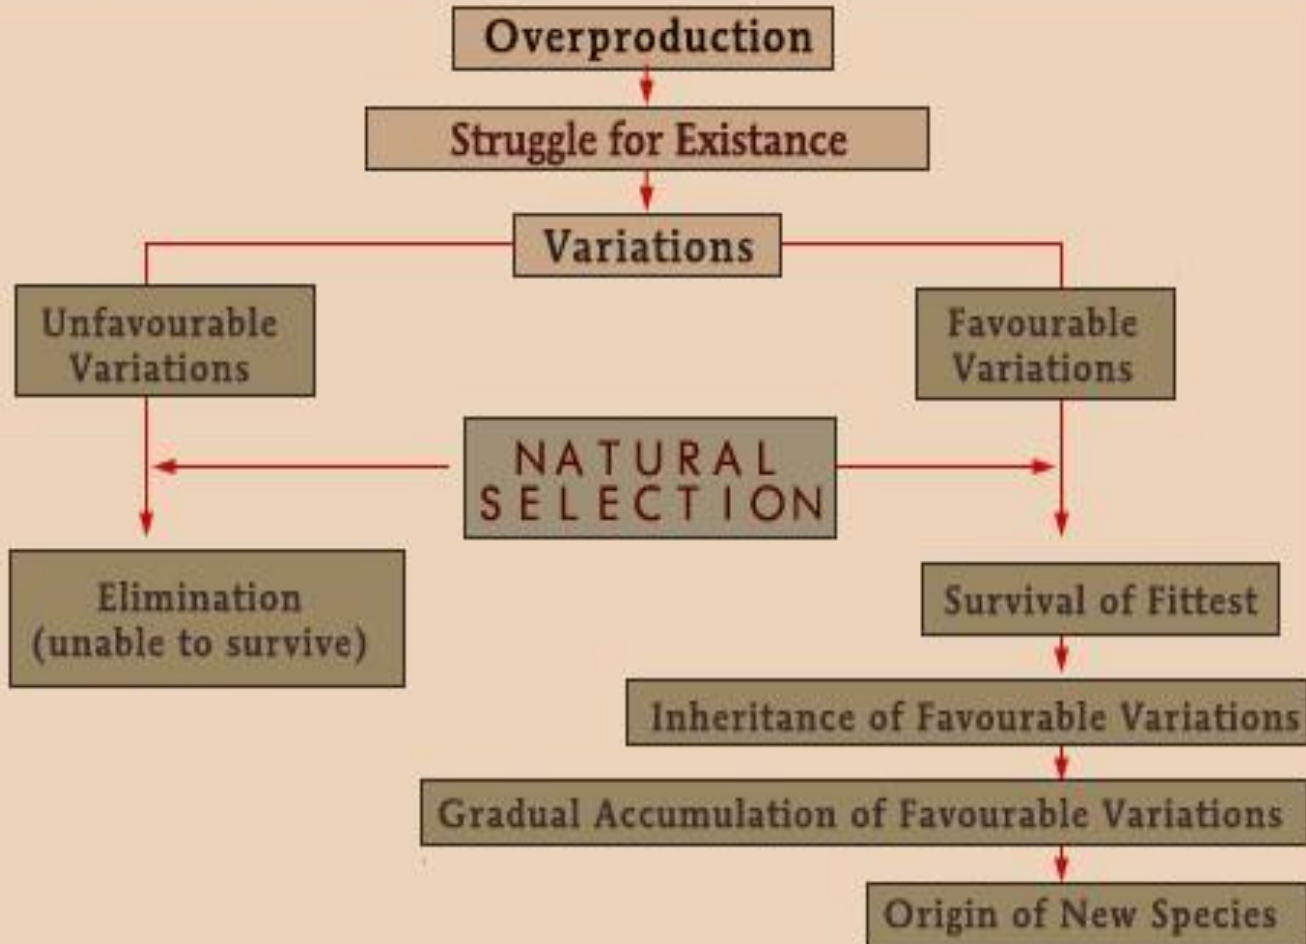 Overproduction
Struggle for Existance
Variations
Unfavourable
Variations
Favourable
Variations
NATURAL
SELECTION
Elimination
(unable to survive)
Survival of Fittest
Inheritance of Favourable Variations
Gradual Accumulation of Favourable Variations
Origin of New Species